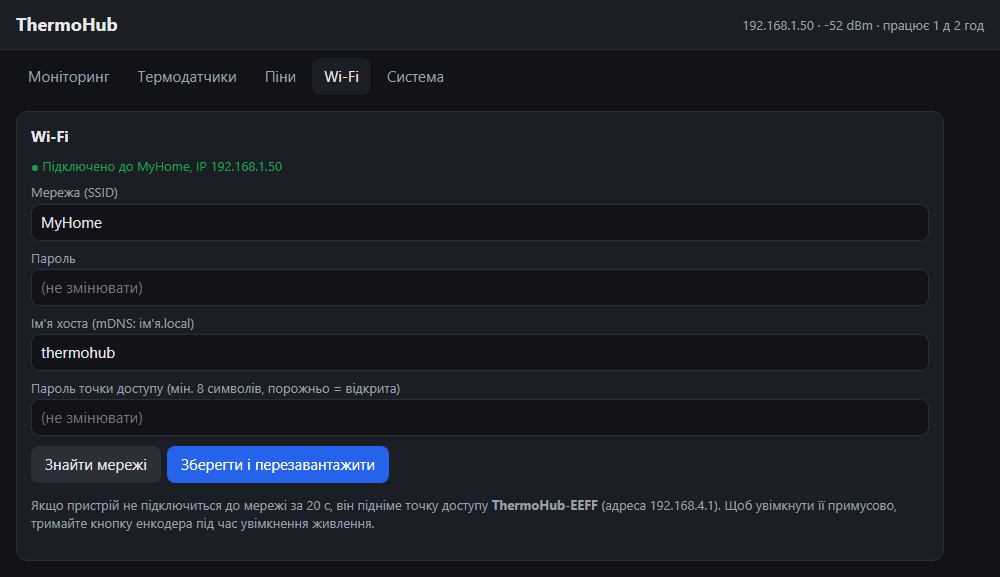 ThermoHub
192.168.1.50 · -52 dBm · працює 1 д 2 год
Моніторинг Термодатчики Піни Wi-Fi Система
Wi-Fi
● Підключено до MyHome, IP 192.168.1.50
Мережа (SSID)
MyHome
Пароль
(не змінювати)
Ім'я хоста (mDNS: ім'я.local)
thermohub
Пароль точки доступу (мін. 8 символів, порожньо = відкрита)
(не змінювати)
Знайти мережі Зберегти і перезавантажити
Якщо пристрій не підключиться до мережі за 20 с, він підніме точку доступу ThermoHub-EEFF (адреса 192.168.4.1). Щоб увімкнути її примусово,
тримайте кнопку енкодера під час увімкнення живлення.